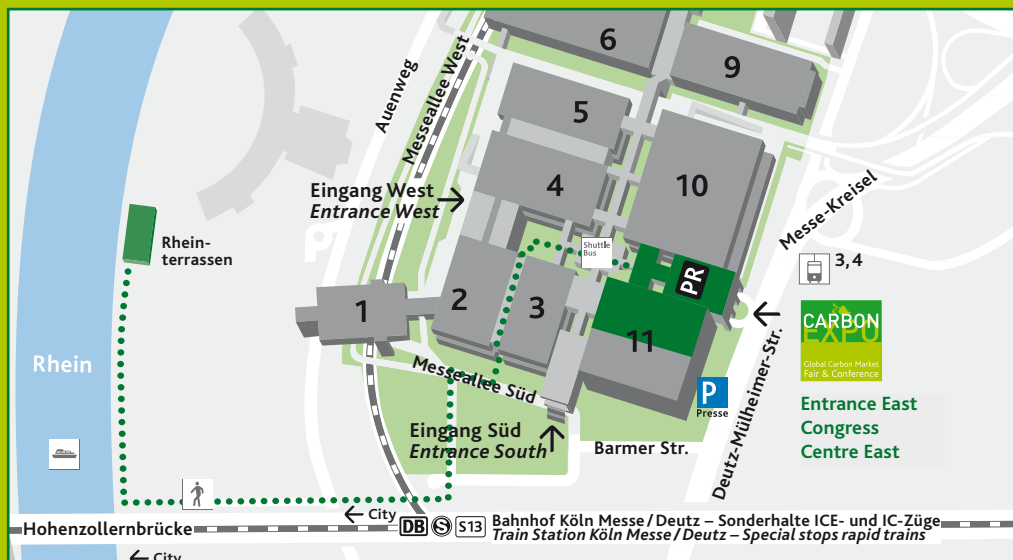 6
9
5
Auenweg
Messeallee West
4
10
Eingang West
Entrance West
Messe-Kreisel
Rhein-
terrassen
Shuttle
Bus
3,4
PR
1
2
3
11
CARBON
EXPO
Global Carbon Market
Fair & Conference
Rhein
Messeallee Süd
Deutz-Mülheimer-Str.
P
Presse
Entrance East
Congress
Centre East
Eingang Süd
Entrance South
Barmer Str.
City
Hohenzollernbrücke
DB
S
S13
Bahnhof Köln Messe/Deutz – Sonderhalte ICE- und IC-Züge
Train Station Köln Messe/Deutz – Special stops rapid trains
City